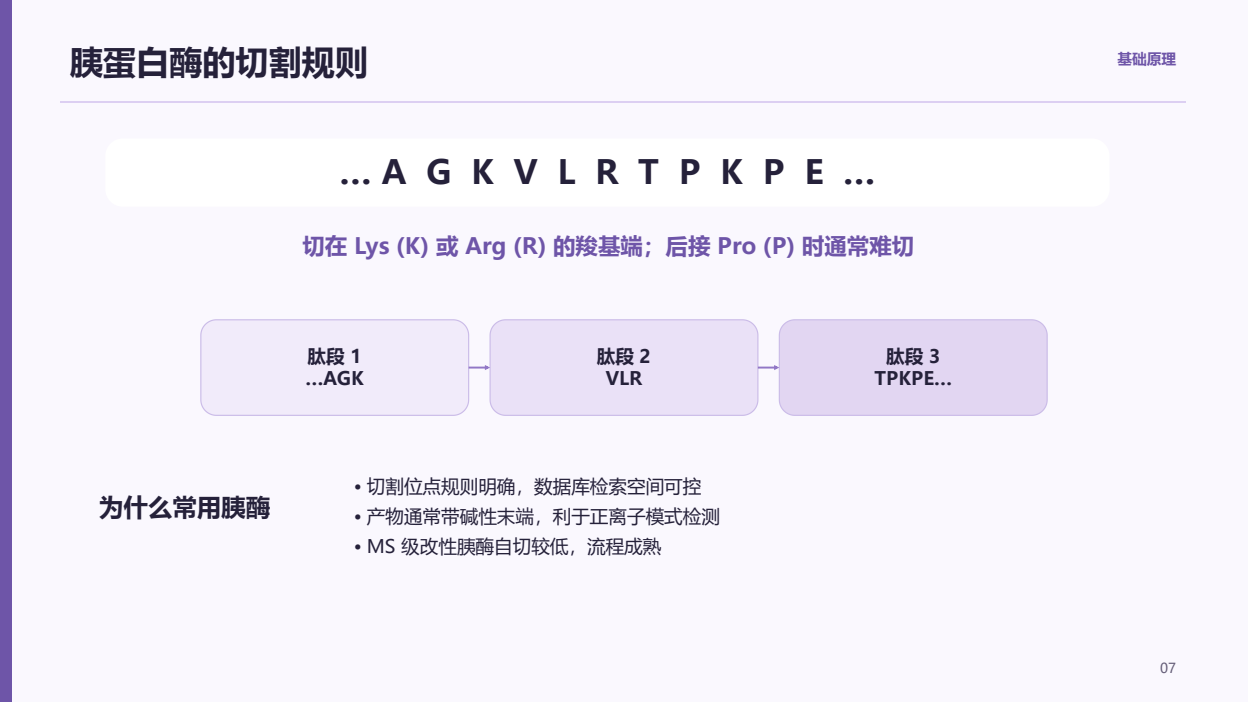 胰蛋白酶的切割规则
基础原理
... A G K V L R T P K P E ...
切在 Lys (K) 或 Arg (R) 的羧基端；后接 Pro (P) 时通常难切
肽段 1
...AGK
肽段 2
VLR
肽段 3
TPKPE...
为什么常用胰酶
• 切割位点规则明确，数据库检索空间可控
• 产物通常带碱性末端，利于正离子模式检测
• MS 级改性胰酶自切较低，流程成熟
07